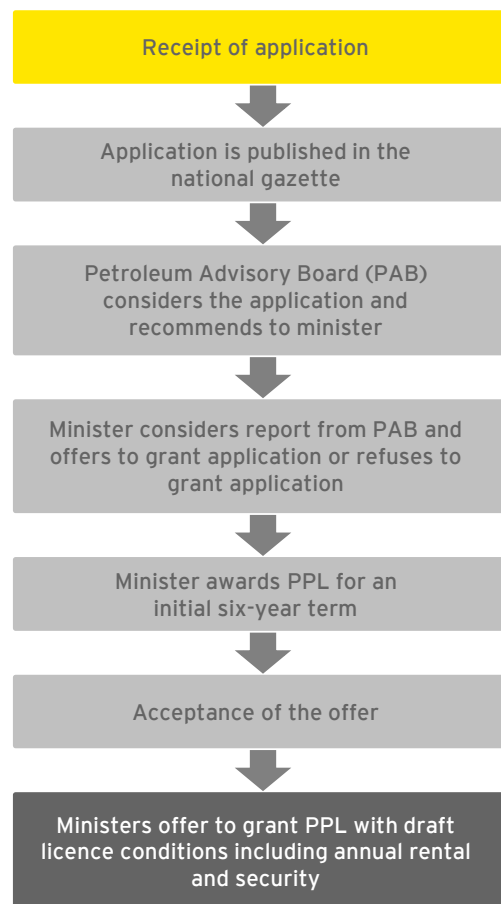 Receipt of application
Application is published in the
national gazette
Petroleum Advisory Board (PAB)
considers the application and
recommends to minister
Minister considers report from PAB and
offers to grant application or refuses to
grant application
Minister awards PPL for an
initial six-year term
Acceptance of the offer
Ministers offer to grant PPL with draft
licence conditions including annual rental
and security